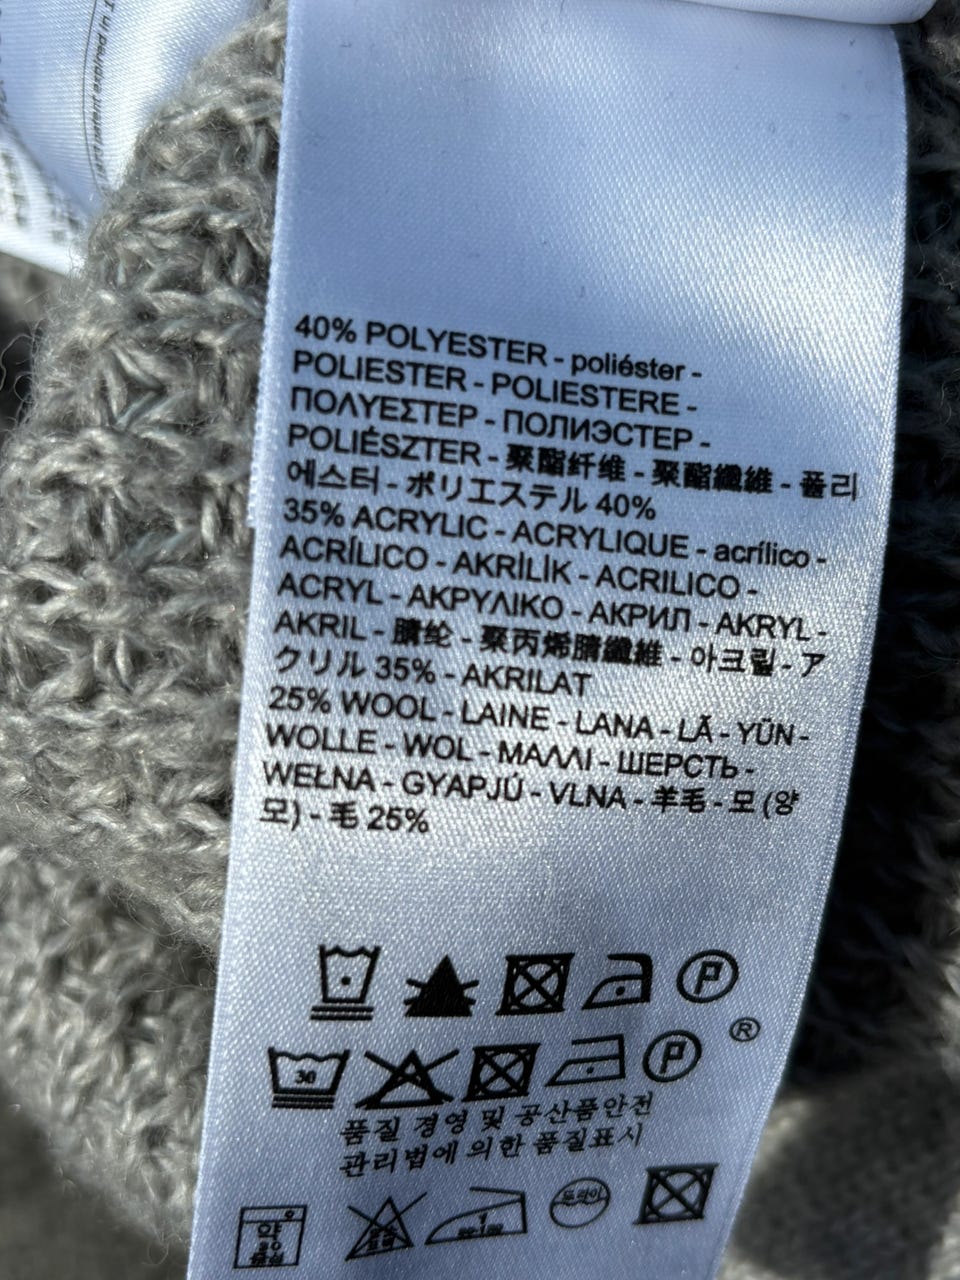 40% POLYESTER - poliéster -
POLIESTER - POLIESTERE -
ΠΟΛΥΕΣΤΕΡ - ПОЛИЭСТЕР -
POLIÉSZTER - 聚酯纤维 - 聚酯纖維 - 폴리
에스터 - ポリエステル 40%
35% ACRYLIC - ACRYLIQUE - acrílico -
ACRÍLICO - AKRİLİK - ACRILICO -
ACRYL - ΑΚΡΥΛΙΚΟ - АКРИЛ - AKRYL -
AKRIL - 腈纶 - 聚丙烯腈纖維 - 아크릴 - ア
クリル 35% - AKRILAT
25% WOOL - LAINE - LANA - LÃ - YÜN -
WOLLE - WOL - ΜΑΛΛΙ - ШЕРСТЬ -
WEŁNA - GYAPJÚ - VLNA - 羊毛 - 모 (양
모) - 毛 25%
P
30 P ®
품질 경영 및 공산품안전
관리법에 의한 품질표시
드라이